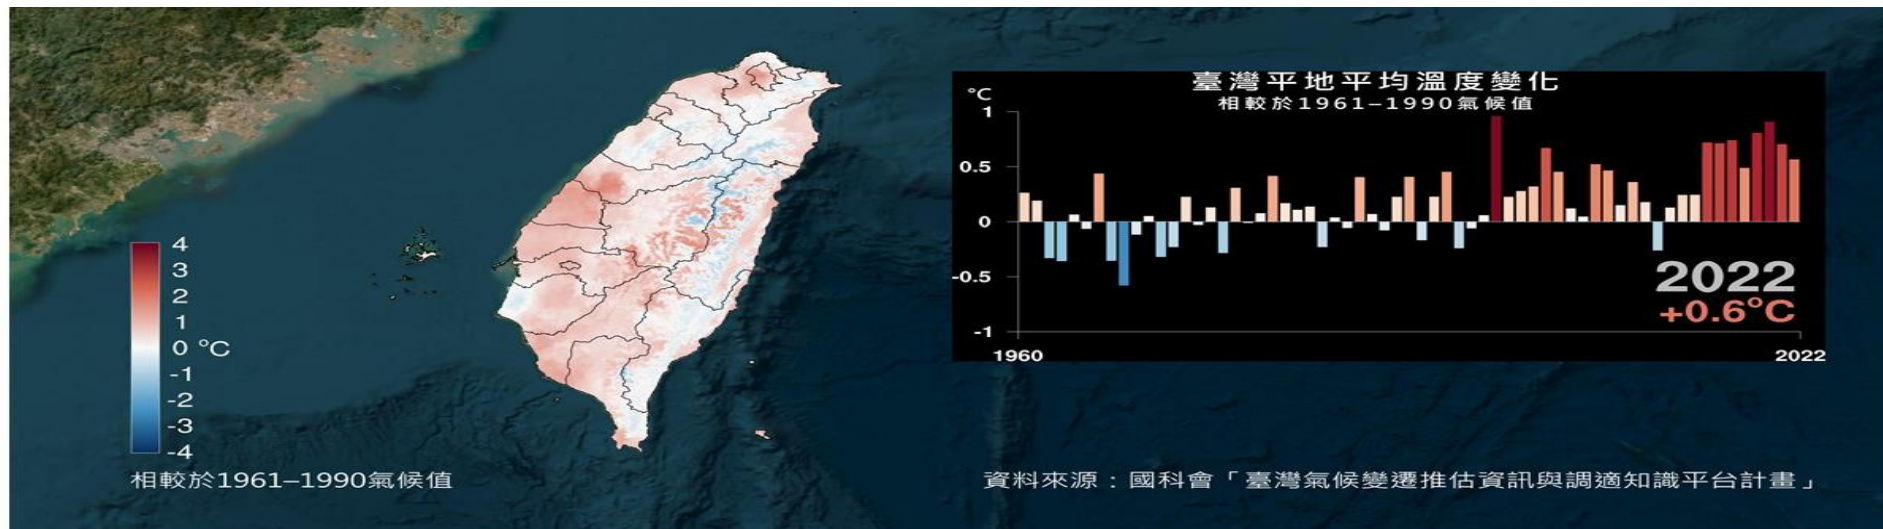 臺灣平地平均溫度變化
相較於1961–1990氣候值
°C
1
0.5
0
-0.5
-1
1960
2022
2022
+0.6°C
4
3
2
1
0 °C
-1
-2
-3
-4
相較於1961–1990氣候值
資料來源：國科會「臺灣氣候變遷推估資訊與調適知識平台計畫」